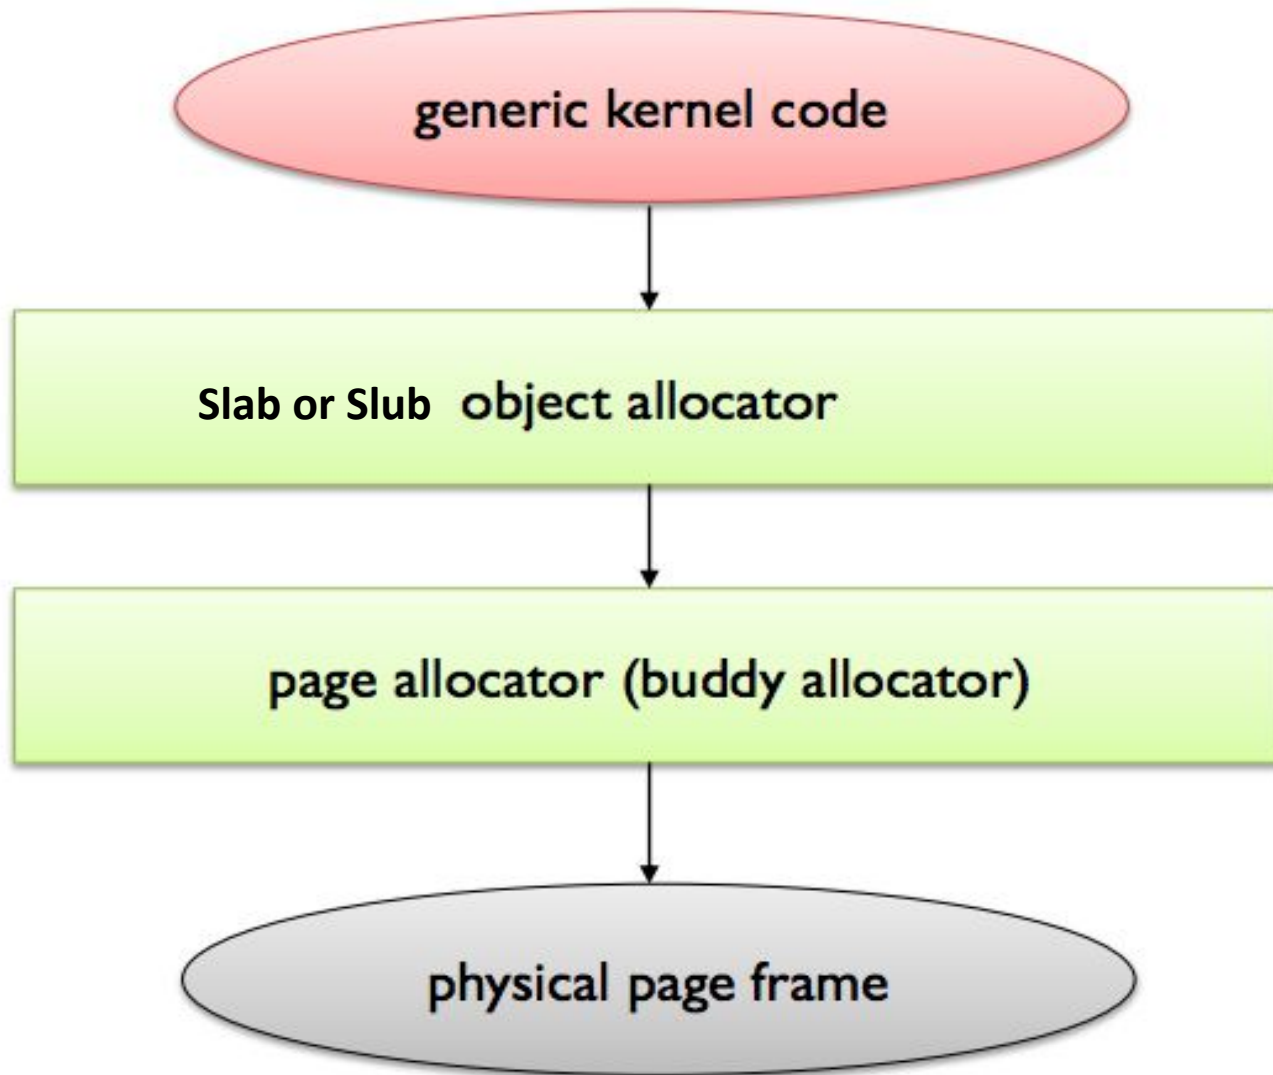 generic kernel code
Slab or Slub object allocator
page allocator (buddy allocator)
physical page frame